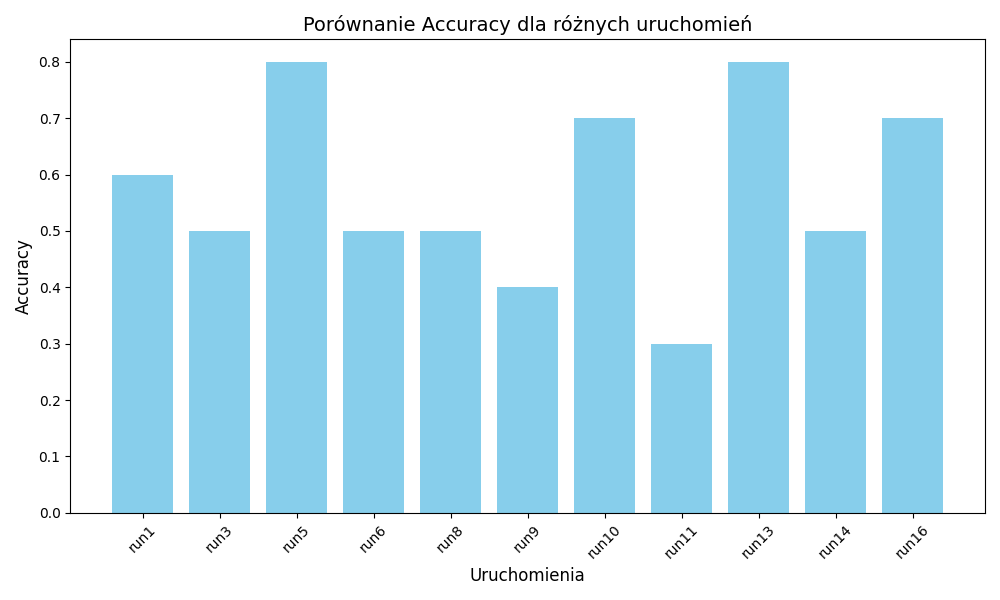 Porównanie Accuracy dla różnych uruchomień
Accuracy
0.8
0.7
0.6
0.5
0.4
0.3
0.2
0.1
0.0
run1
run3
run5
run6
run8
run9
run10
run11
run13
run14
run16
Uruchomienia